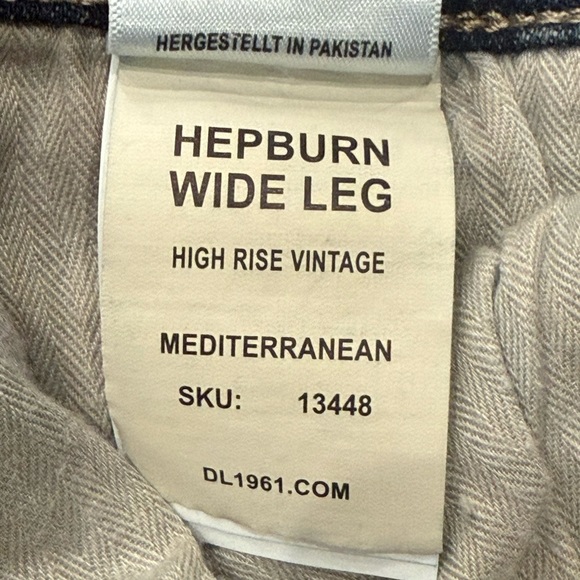 HERGESTELLT IN PAKISTAN
HEPBURN
WIDE LEG
HIGH RISE VINTAGE
MEDITERRANEAN
SKU: 13448
DL1961.COM